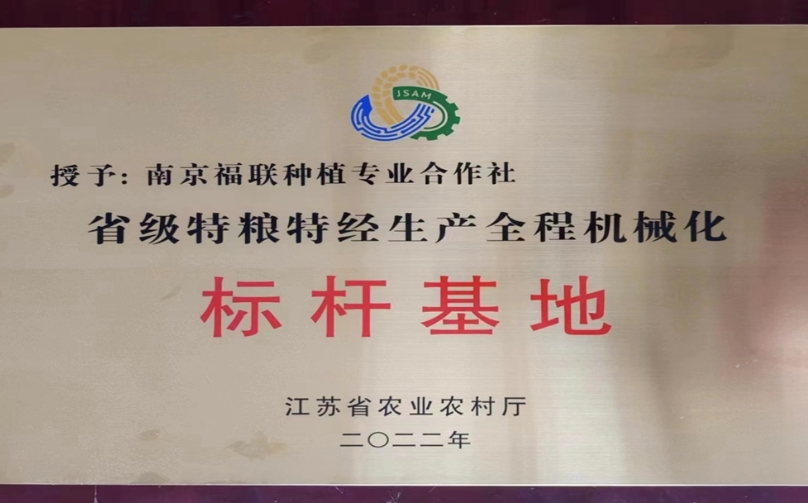 JSAM
授予: 南京福联种植专业合作社
省级特粮特经生产全程机械化
标杆基地
江苏省农业农村厅
二〇二二年